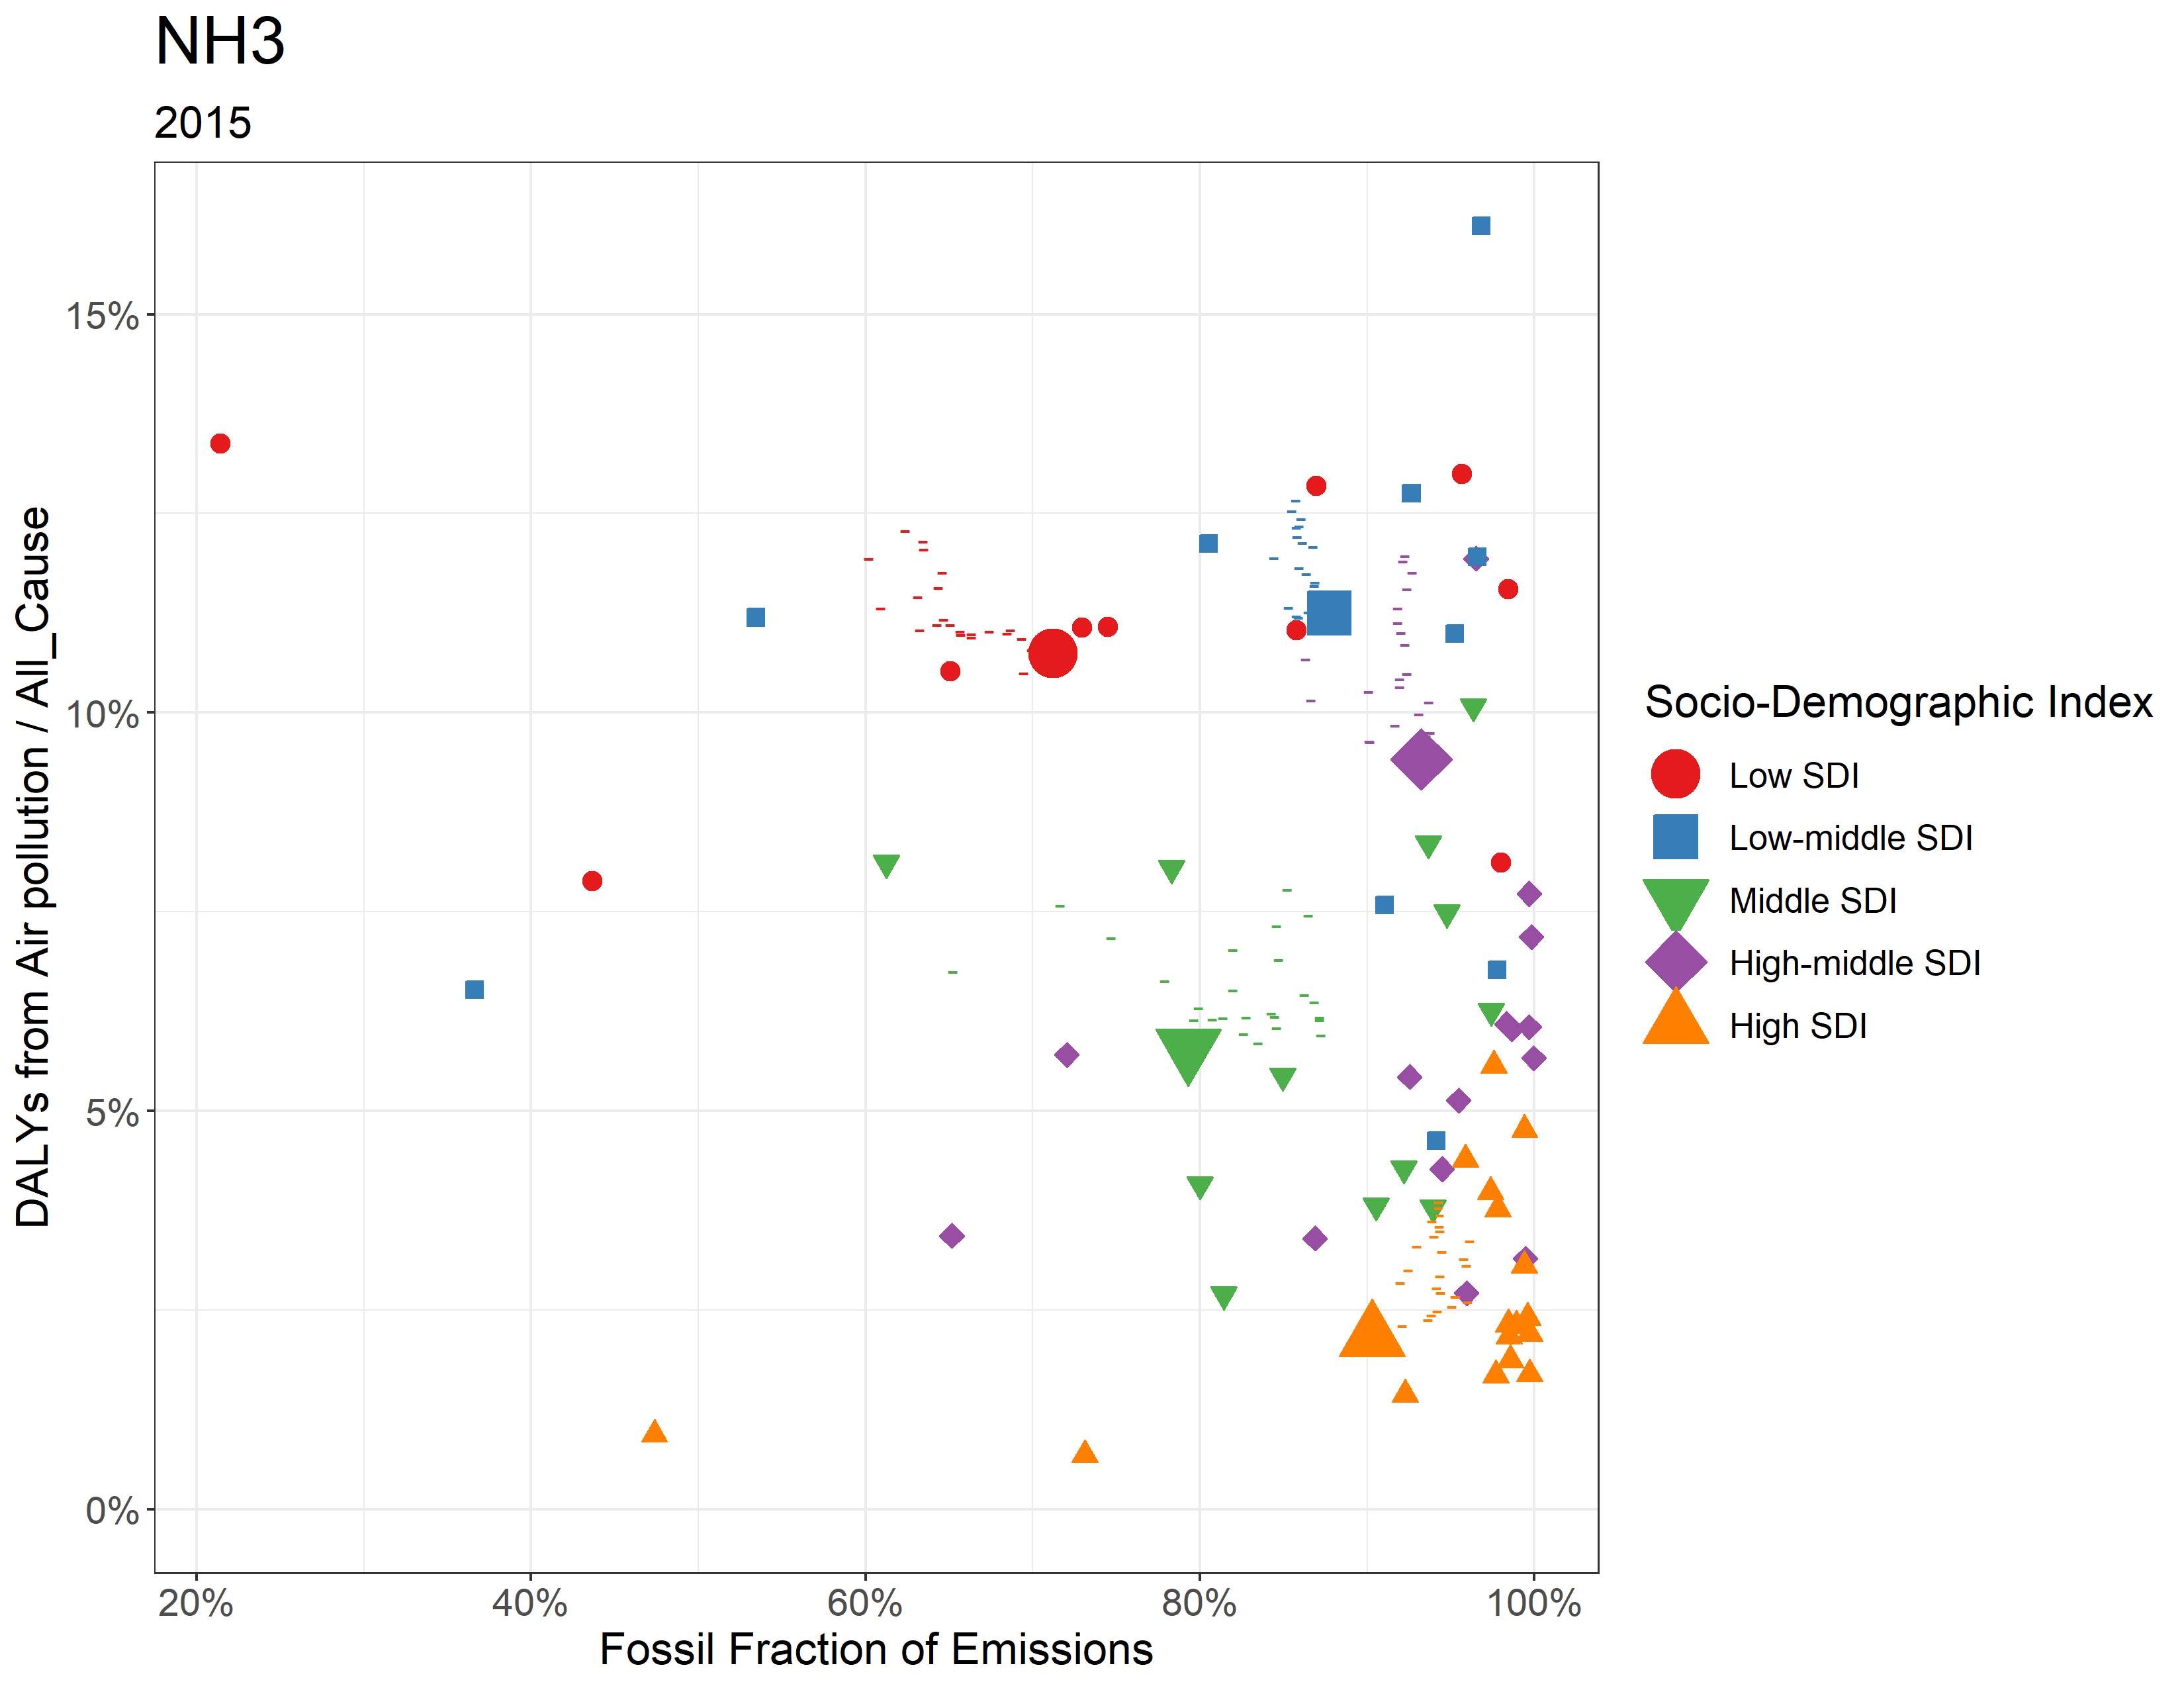 NH3
2015
DALYs from Air pollution / All_Cause
15%
10%
5%
0%
20% 40% 60% 80% 100%
Fossil Fraction of Emissions
Socio-Demographic Index
Low SDI
Low-middle SDI
Middle SDI
High-middle SDI
High SDI